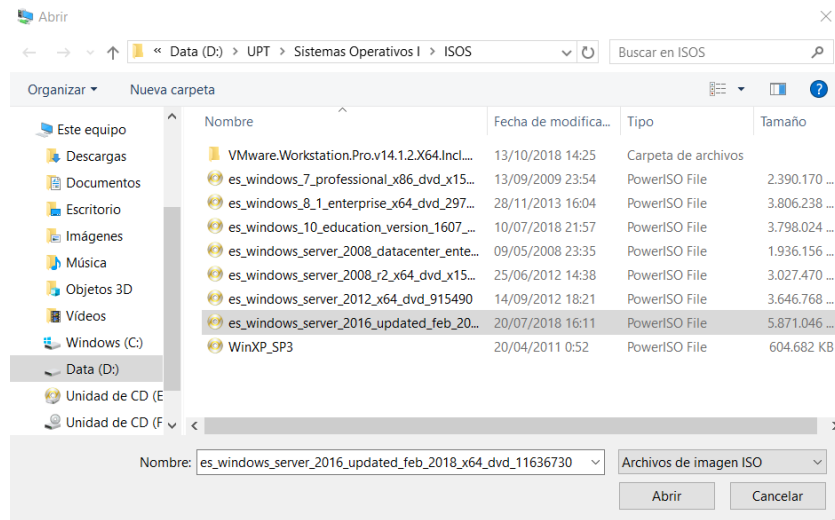 Abrir
« Data (D:) > UPT > Sistemas Operativos I > ISOS
Buscar en ISOS
Organizar
Nueva carpeta
Nombre Fecha de modifica... Tipo Tamaño
Este equipo
Descargas
Documentos
Escritorio
Imágenes
Música
Objetos 3D
Vídeos
Windows (C:)
Data (D:)
Unidad de CD (E
Unidad de CD (F
VMware.Workstation.Pro.v14.1.2.X64.Incl.... 13/10/2018 14:25 Carpeta de archivos
es_windows_7_professional_x86_dvd_x15... 13/09/2009 23:54 PowerISO File 2.390.170 ...
es_windows_8_1_enterprise_x64_dvd_297... 28/11/2013 16:04 PowerISO File 3.806.238 ...
es_windows_10_education_version_1607_... 10/07/2018 21:57 PowerISO File 3.798.024 ...
es_windows_server_2008_datacenter_ente... 09/05/2008 23:35 PowerISO File 1.936.156 ...
es_windows_server_2008_r2_x64_dvd_x15... 25/06/2012 14:38 PowerISO File 3.027.470 ...
es_windows_server_2012_x64_dvd_915490 14/09/2012 18:21 PowerISO File 3.646.768 ...
es_windows_server_2016_updated_feb_20... 20/07/2018 16:11 PowerISO File 5.871.046 ...
WinXP_SP3 20/04/2011 0:52 PowerISO File 604.682 KB
Nombre: es_windows_server_2016_updated_feb_2018_x64_dvd_11636730
Archivos de imagen ISO
Abrir
Cancelar